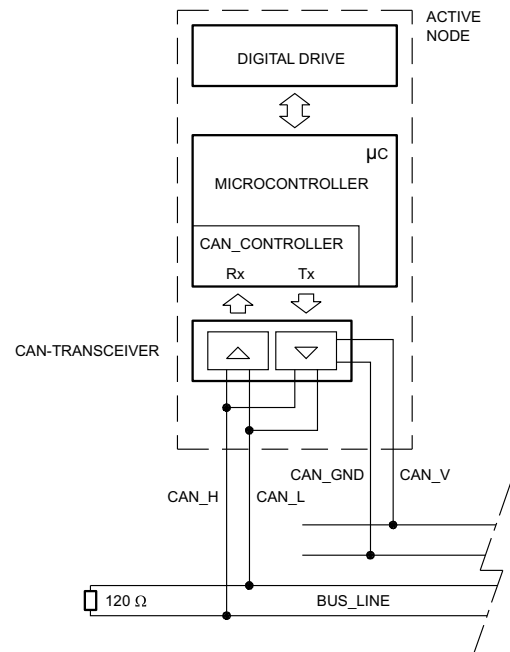 ACTIVE
NODE
DIGITAL DRIVE
µC
MICROCONTROLLER
CAN_CONTROLLER
Rx
Tx
CAN-TRANSCEIVER
CAN_GND
CAN_V
CAN_H
CAN_L
120 Ω
BUS_LINE